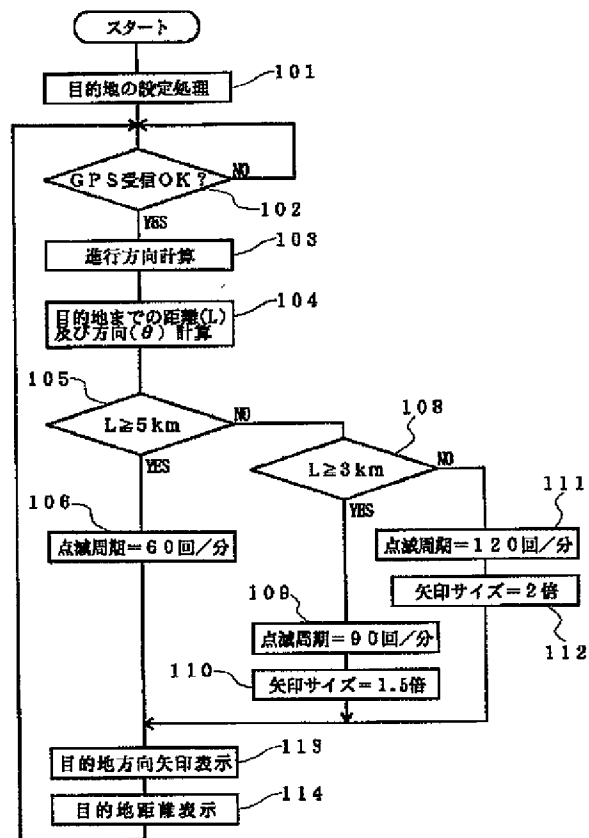 スタート
101
目的地の設定処理
GPS受信OK?
NO
102
YES
103
進行方向計算
104
目的地までの距離(L)
及び方向(θ) 計算
105
L≧5km
NO
108
YES
L≧3km
NO
111
106
YES
点滅周期=60回/分
点滅周期=120回/分
矢印サイズ=2倍
109
112
点滅周期=90回/分
110
矢印サイズ=1.5倍
113
目的地方向矢印表示
114
目的地距離表示